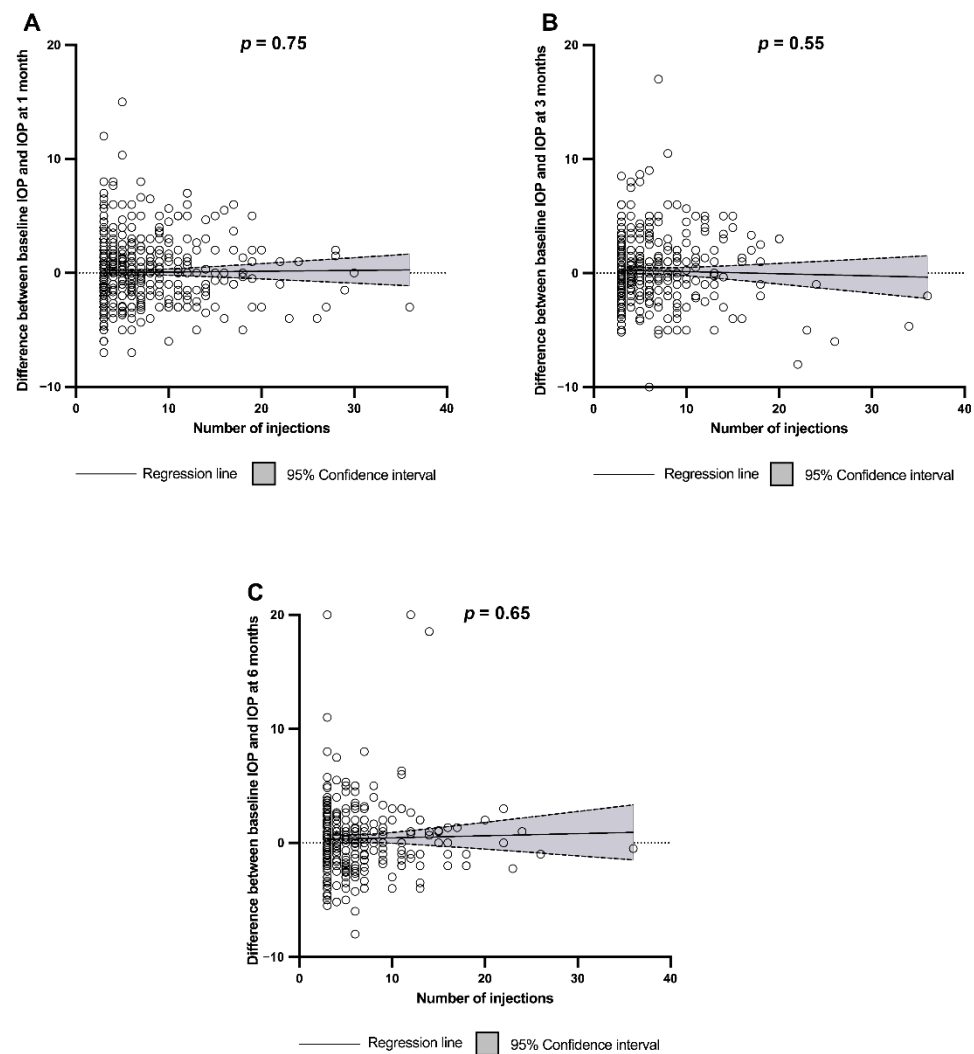 A
p = 0.75
Difference between baseline IOP and IOP at 1 month
20
10
0
−10
0 10 20 30 40
Number of injections
Regression line 95% Confidence interval
B
p = 0.55
Difference between baseline IOP and IOP at 3 months
20
10
0
−10
0 10 20 30 40
Number of injections
Regression line 95% Confidence interval
C
p = 0.65
Difference between baseline IOP and IOP at 6 months
20
10
0
−10
0 10 20 30 40
Number of injections
Regression line 95% Confidence interval